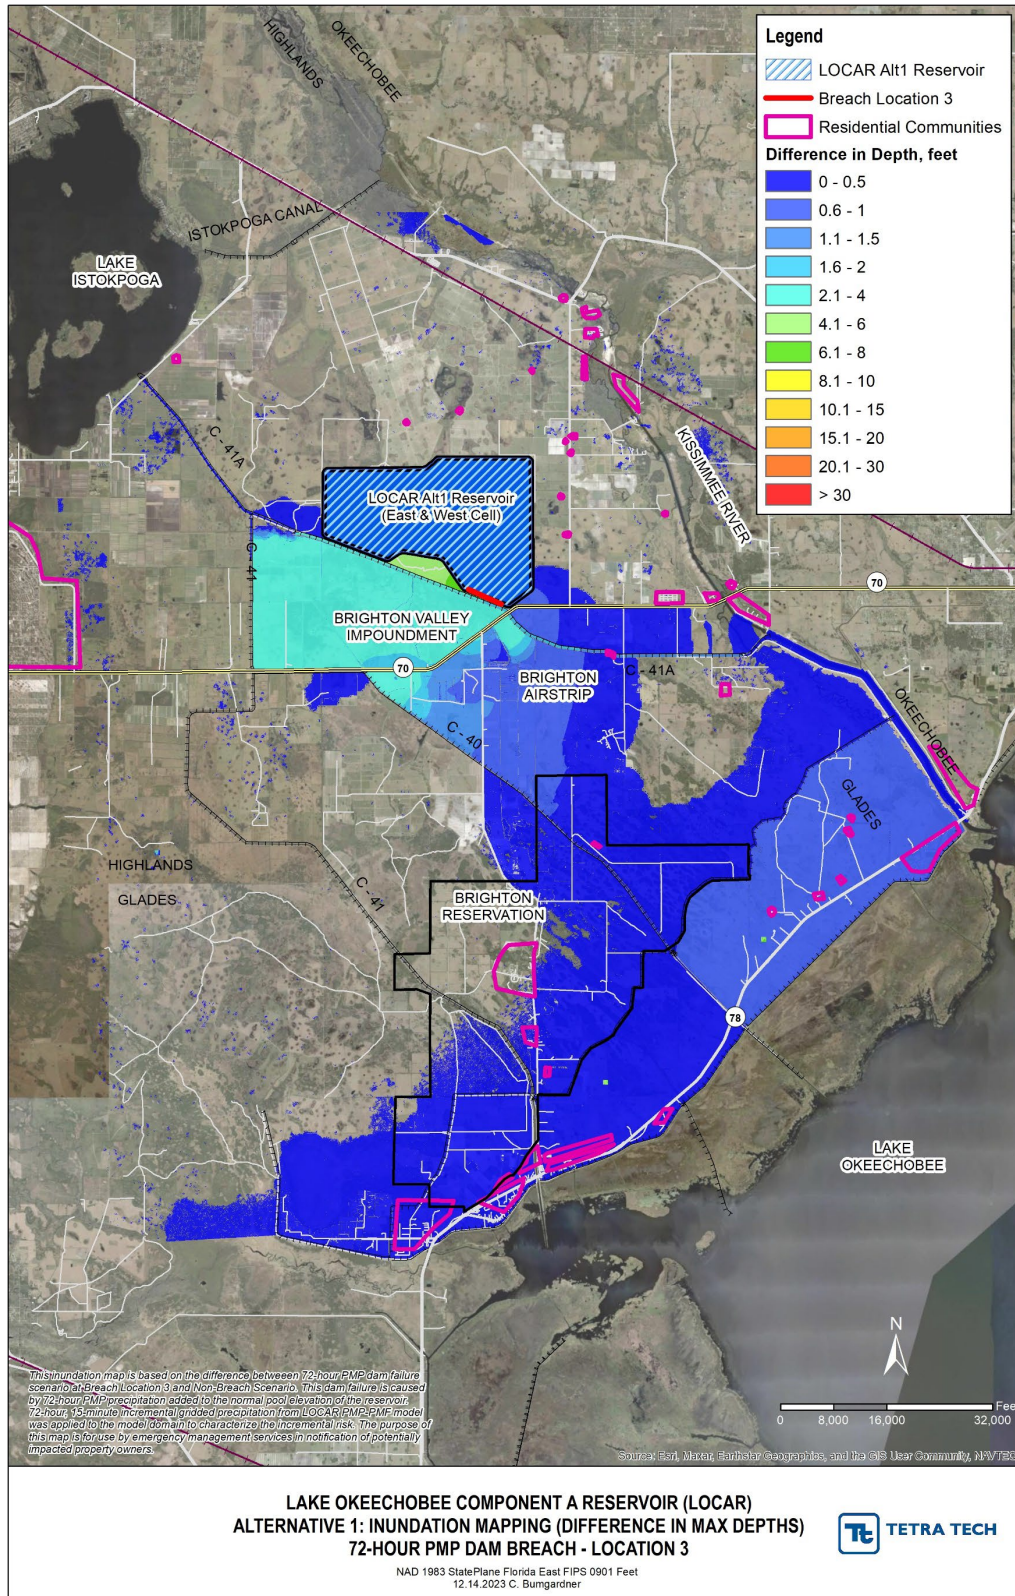 HIGHLANDS
OKEECHOBEE
Legend
LOCAR Alt1 Reservoir
Breach Location 3
Residential Communities
Difference in Depth, feet
0 - 0.5
0.6 - 1
1.1 - 1.5
1.6 - 2
2.1 - 4
4.1 - 6
6.1 - 8
8.1 - 10
10.1 - 15
15.1 - 20
20.1 - 30
> 30
ISTOKPOGA CANAL
LAKE
ISTOKPOGA
C - 41A
KISSIMMEE RIVER
LOCAR Alt1 Reservoir
(East & West Cell)
C - 41
70
BRIGHTON VALLEY
IMPOUNDMENT
70
BRIGHTON
AIRSTRIP
C - 41A
OKEECHOBEE
C - 40
GLADES
HIGHLANDS
GLADES
C - 41
BRIGHTON
RESERVATION
78
LAKE
OKEECHOBEE
N
This inundation map is based on the difference betweeen 72-hour PMP dam failure
scenario at Breach Location 3 and Non-Breach Scenario. This dam failure is caused
by 72-hour PMP precipitation added to the normal pool elevation of the reservoir.
72-hour, 15-minute incremental gridded precipitation from LOCAR PMP-PMF model
was applied to the model domain to characterize the incremental risk. The purpose of
this map is for use by emergency management services in notification of potentially
impacted property owners.
Fee
0 8,000 16,000 32,000
Source: Esri, Maxar, Earthstar Geographics, and the GIS User Community, NAVTEQ
LAKE OKEECHOBEE COMPONENT A RESERVOIR (LOCAR)
ALTERNATIVE 1: INUNDATION MAPPING (DIFFERENCE IN MAX DEPTHS)
72-HOUR PMP DAM BREACH - LOCATION 3
NAD 1983 StatePlane Florida East FIPS 0901 Feet
12.14.2023 C. Bumgardner
Tt TETRA TECH